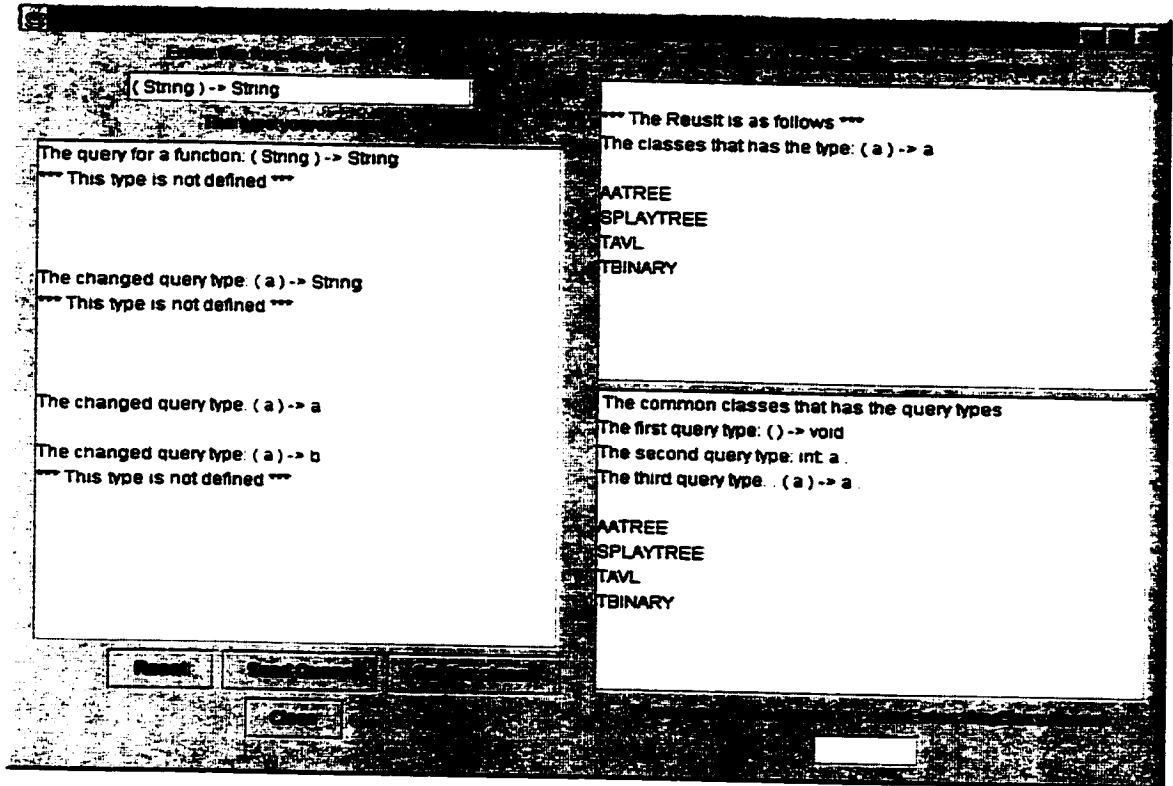 ( String ) -> String
The query for a function: ( String ) -> String
*** This type is not defined ***
The changed query type: ( a ) -> String
*** This type is not defined ***
The changed query type. ( a ) -> a
The changed query type: ( a ) -> b
*** This type is not defined ***
Clear
*** The Reuslt is as follows ***
The classes that has the type: ( a ) -> a
AATREE
SPLAYTREE
TAVL
TBINARY
The common classes that has the query types
The first query type: () -> void
The second query type: int a .
The third query type. . ( a ) -> a .
AATREE
SPLAYTREE
TAVL
TBINARY